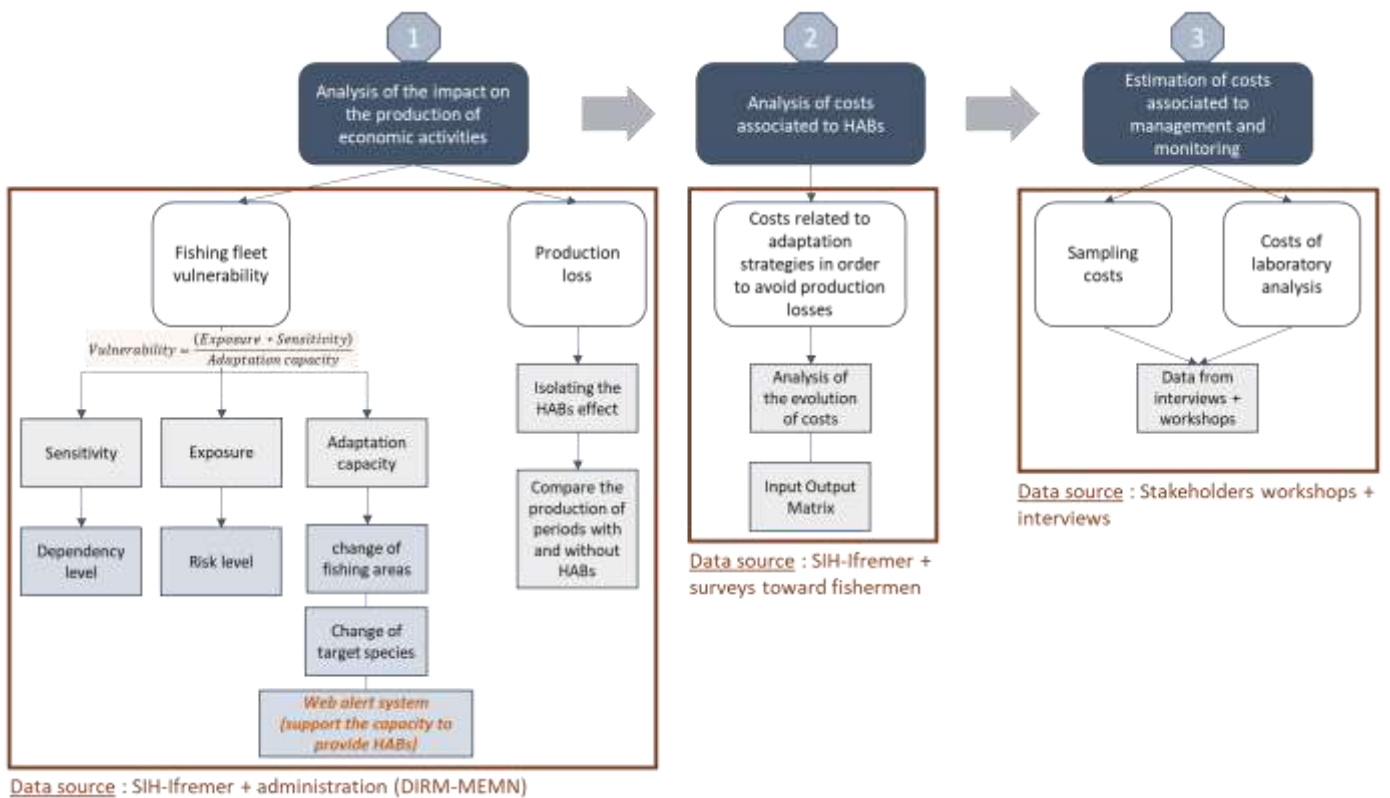 1
Analysis of the impact on
the production of
economic activities
2
Analysis of costs
associated to HABs
3
Estimation of costs
associated to
management and
monitoring
Fishing fleet
vulnerability
Production
loss
Vulnerability = (Exposure * Sensitivity)
Adaptation capacity
Sensitivity
Exposure
Adaptation
capacity
Dependency
level
Risk level
change of
fishing areas
Change of
target species
Web alert system
(support the capacity to
provide HABs)
Isolating the
HABs effect
Compare the
production of
periods with
and without
HABs
Data source : SIH-Ifremer + administration (DIRM-MEMN)
Costs related to
adaptation
strategies in order
to avoid production
losses
Analysis of
the evolution
of costs
Input Output
Matrix
Data source : SIH-Ifremer +
surveys toward fishermen
Sampling
costs
Costs of
laboratory
analysis
Data from
interviews +
workshops
Data source : Stakeholders workshops +
interviews